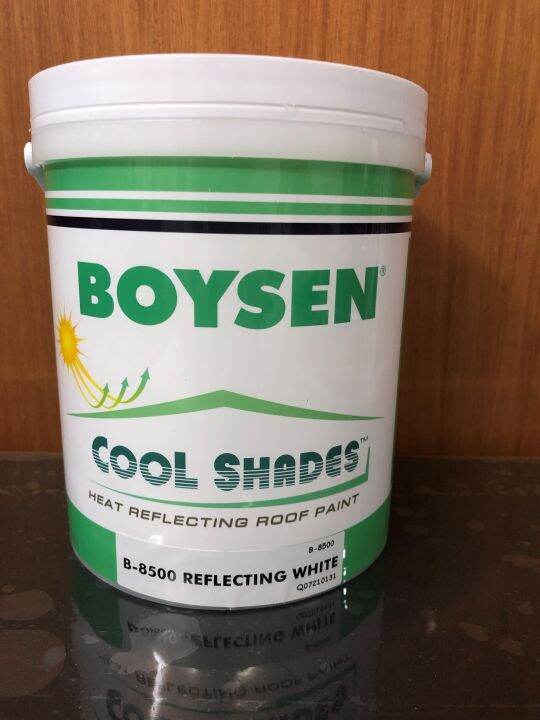 BOYSEN®
COOL SHADES™
HEAT REFLECTING ROOF PAINT
B-8500
B-8500 REFLECTING WHITE
Q07210131